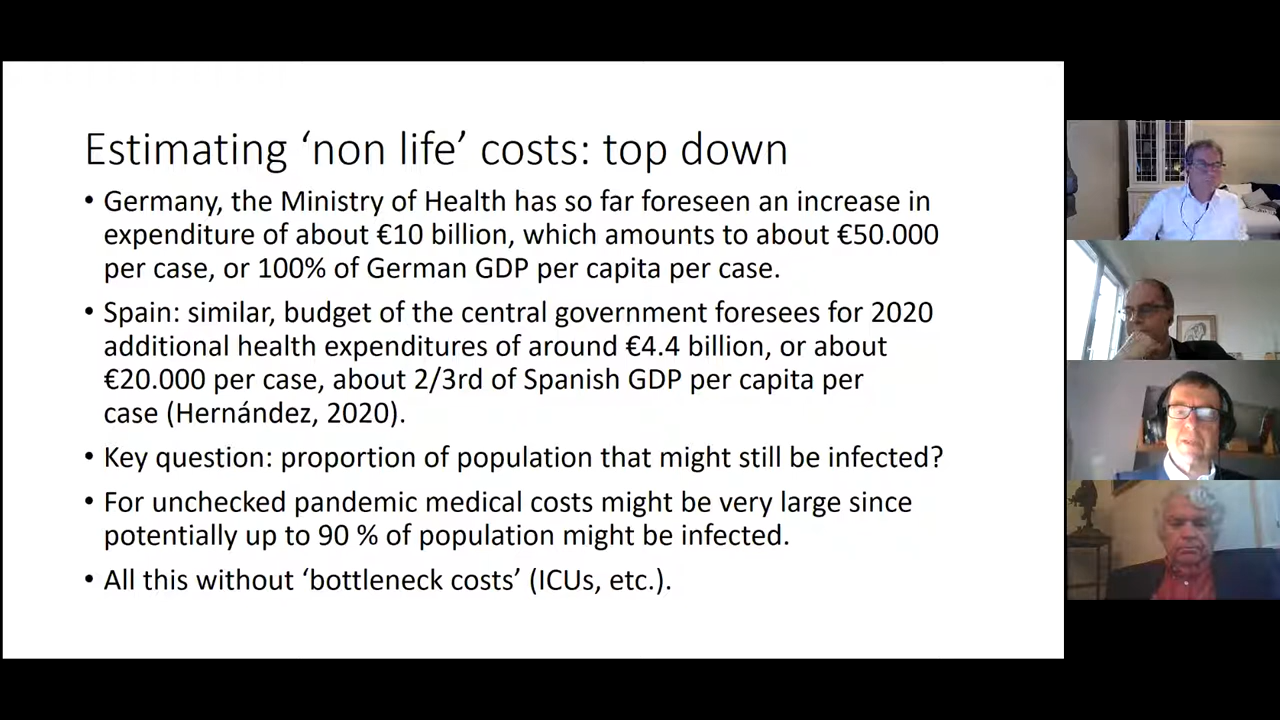 Estimating ‘non life’ costs: top down
• Germany, the Ministry of Health has so far foreseen an increase in
expenditure of about €10 billion, which amounts to about €50.000
per case, or 100% of German GDP per capita per case.
• Spain: similar, budget of the central government foresees for 2020
additional health expenditures of around €4.4 billion, or about
€20.000 per case, about 2/3rd of Spanish GDP per capita per
case (Hernández, 2020).
• Key question: proportion of population that might still be infected?
• For unchecked pandemic medical costs might be very large since
potentially up to 90 % of population might be infected.
• All this without ‘bottleneck costs’ (ICUs, etc.).